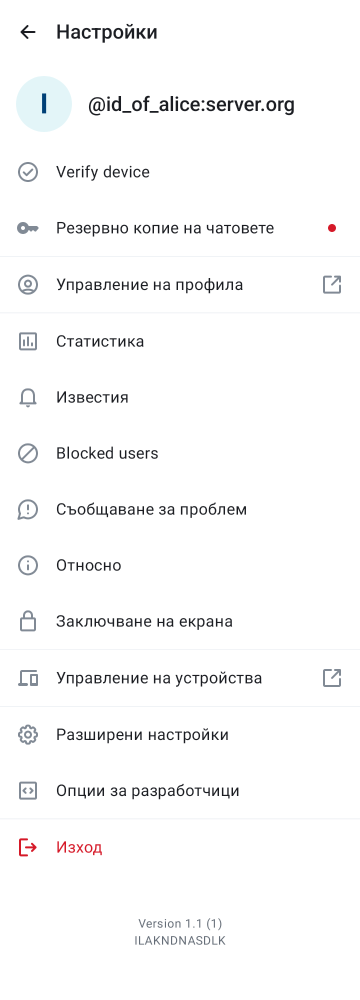 Настройки
I
@id_of_alice:server.org
Verify device
Резервно копие на чатовете
Управление на профила
Статистика
Известия
Blocked users
Съобщаване за проблем
Относно
Заключване на екрана
Управление на устройства
Разширени настройки
Опции за разработчици
Изход
Version 1.1 (1)
ILAKNDNASDLK